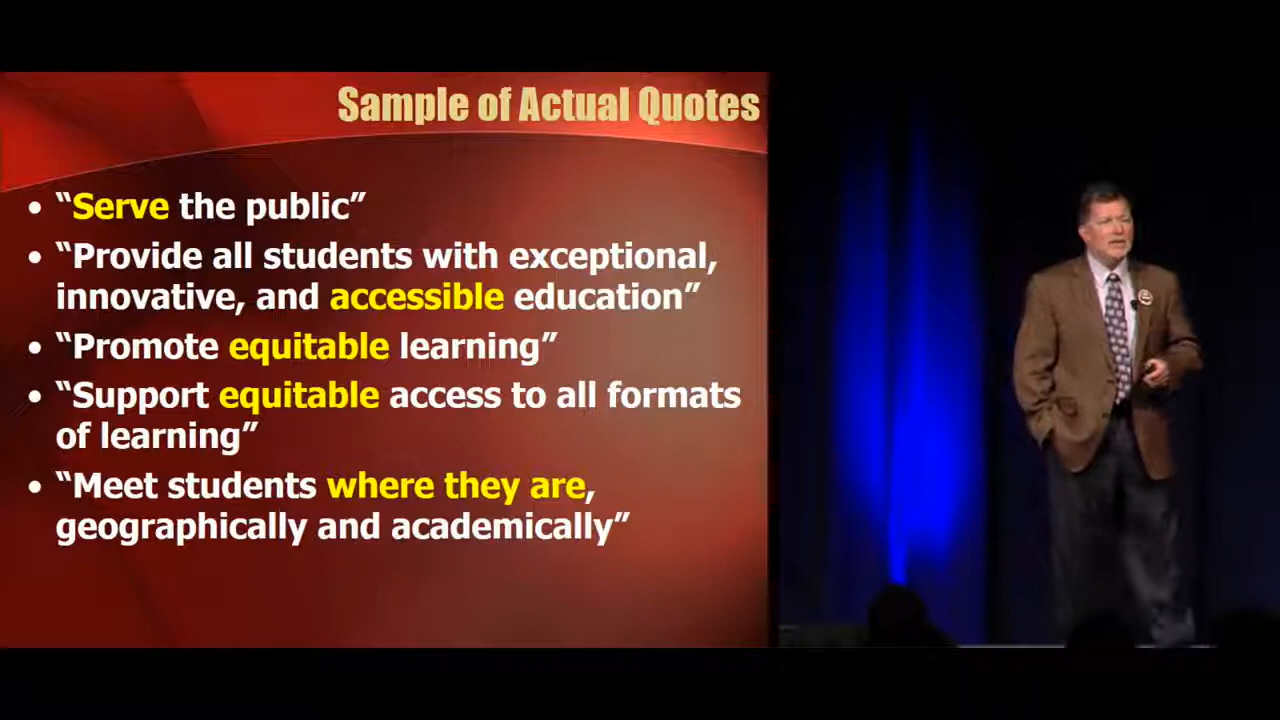 Sample of Actual Quotes
• “Serve the public”
• “Provide all students with exceptional,
innovative, and accessible education”
• “Promote equitable learning”
• “Support equitable access to all formats
of learning”
• “Meet students where they are,
geographically and academically”